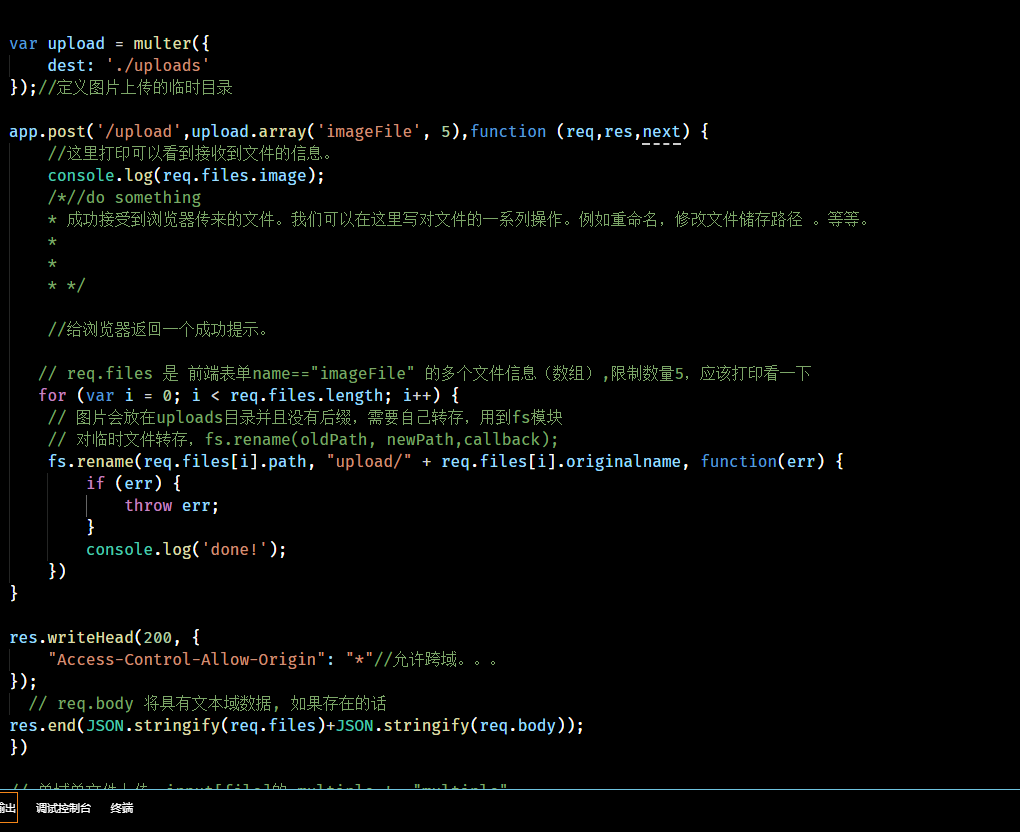 var upload = multer({
dest: './uploads'
});//定义图片上传的临时目录
app.post('/upload',upload.array('imageFile', 5),function (req,res,next) {
//这里打印可以看到接收到文件的信息。
console.log(req.files.image);
/*//do something
* 成功接受到浏览器传来的文件。我们可以在这里写对文件的一系列操作。例如重命名，修改文件储存路径 。等等。
*
*
* */
//给浏览器返回一个成功提示。
// req.files 是 前端表单name=="imageFile" 的多个文件信息（数组）,限制数量5，应该打印看一下
for (var i = 0; i < req.files.length; i++) {
// 图片会放在uploads目录并且没有后缀，需要自己转存，用到fs模块
// 对临时文件转存，fs.rename(oldPath, newPath,callback);
fs.rename(req.files[i].path, "upload/" + req.files[i].originalname, function(err) {
if (err) {
throw err;
}
console.log('done!');
})
}
res.writeHead(200, {
"Access-Control-Allow-Origin": "*"//允许跨域。。。
});
// req.body 将具有文本域数据, 如果存在的话
res.end(JSON.stringify(req.files)+JSON.stringify(req.body));
})
输出 调试控制台 终端